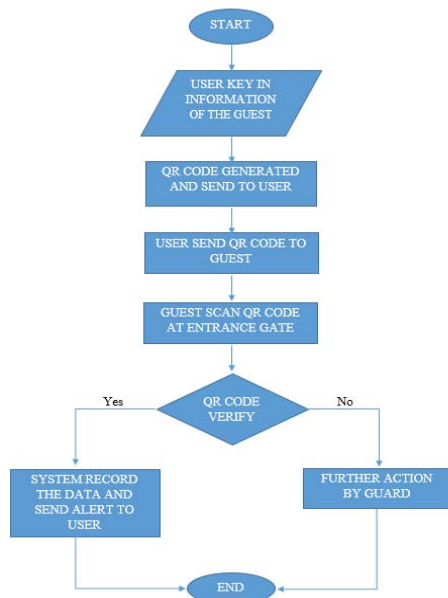 START
USER KEY IN
INFORMATION
OF THE GUEST
QR CODE GENERATED
AND SEND TO USER
USER SEND QR CODE TO
GUEST
GUEST SCAN QR CODE
AT ENTRANCE GATE
QR CODE
VERIFY
Yes
No
SYSTEM RECORD
THE DATA AND
SEND ALERT TO
USER
FURTHER ACTION
BY GUARD
END